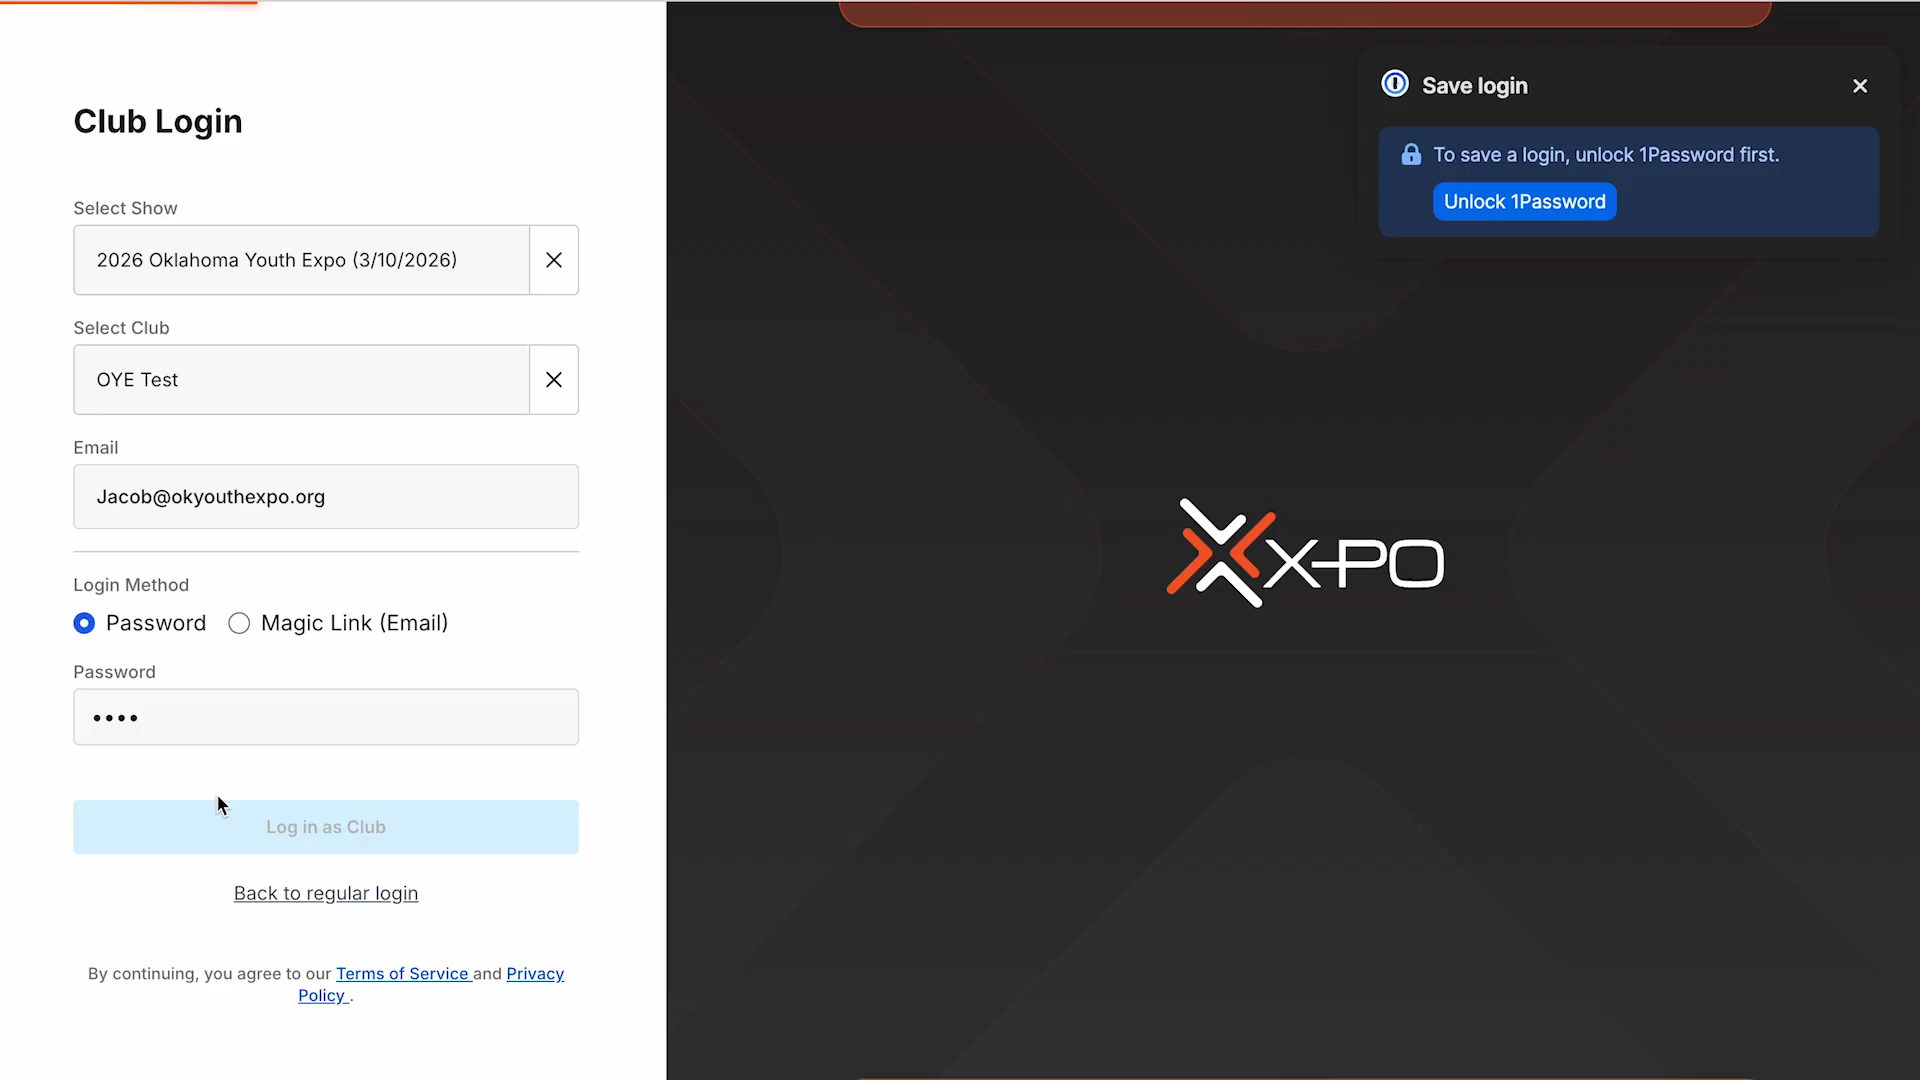 Club Login
Select Show
2026 Oklahoma Youth Expo (3/10/2026)
Select Club
OYE Test
Email
Jacob@okyouthexpo.org
Login Method
Password
Magic Link (Email)
Password
••••
Log in as Club
Back to regular login
By continuing, you agree to our Terms of Service and Privacy
Policy .
Save login
To save a login, unlock 1Password first.
Unlock 1Password
X-PO